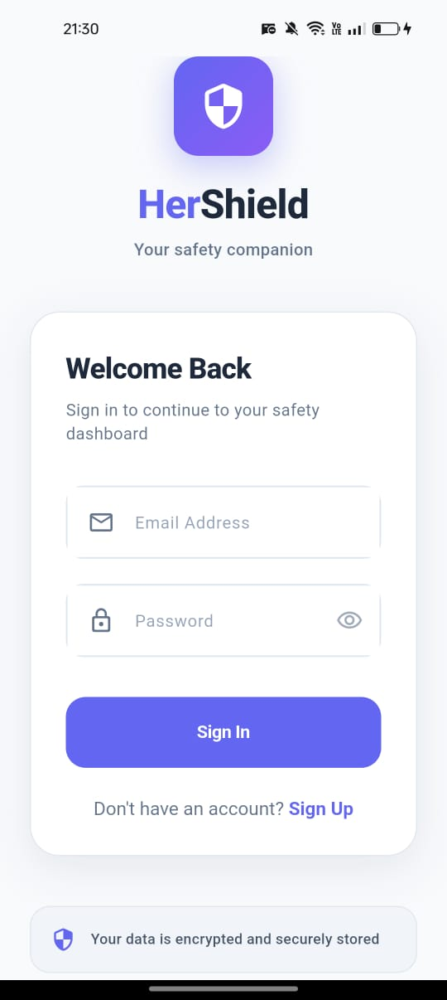 21:30
Vo LTE
HerShield
Your safety companion
Welcome Back
Sign in to continue to your safety
dashboard
Email Address
Password
Sign In
Don't have an account? Sign Up
Your data is encrypted and securely stored